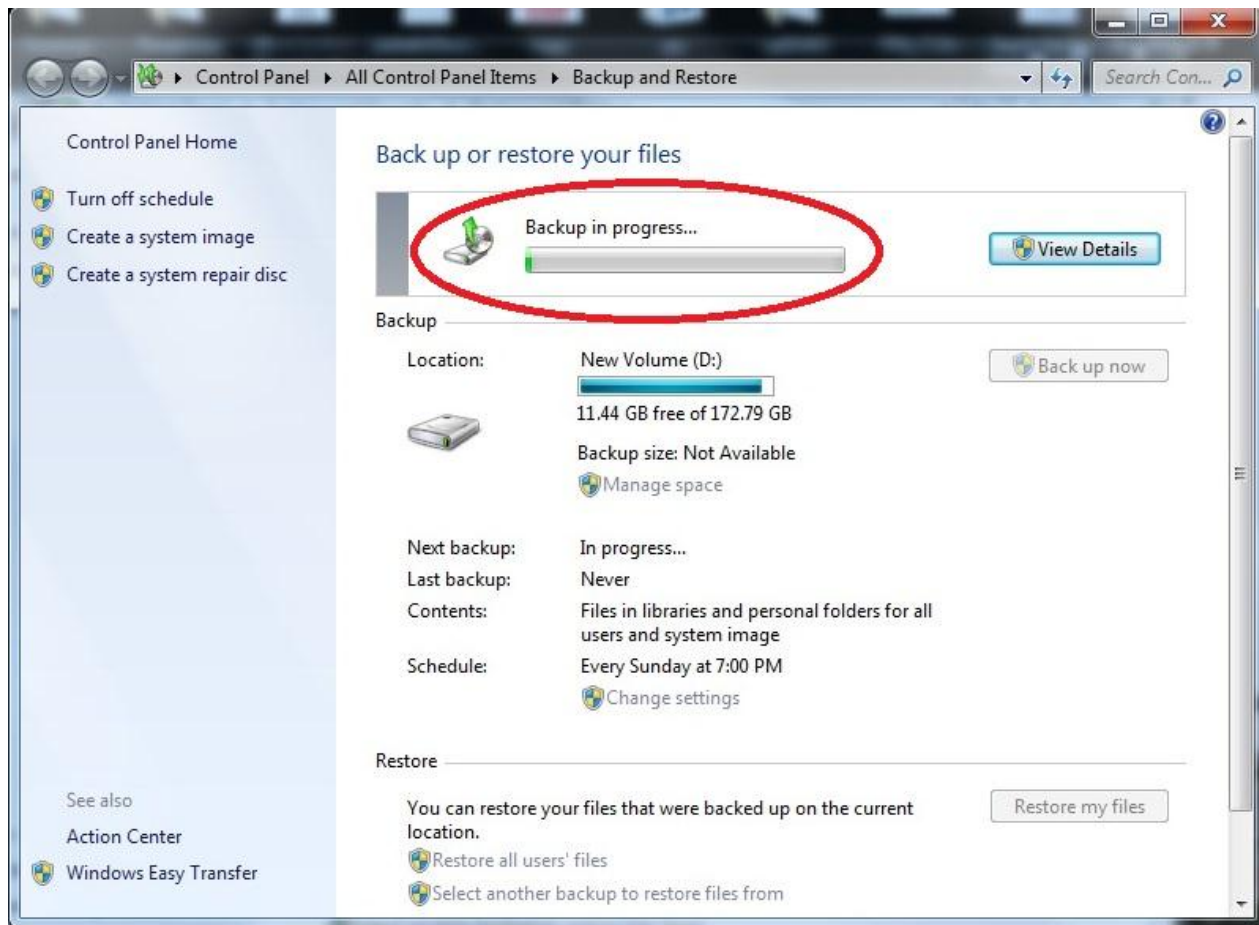 Control Panel ▸ All Control Panel Items ▸ Backup and Restore
Search Con...
Control Panel Home
Turn off schedule
Create a system image
Create a system repair disc
See also
Action Center
Windows Easy Transfer
Back up or restore your files
Backup in progress...
View Details
Backup
Location: New Volume (D:)
Back up now
11.44 GB free of 172.79 GB
Backup size: Not Available
Manage space
Next backup: In progress...
Last backup: Never
Contents: Files in libraries and personal folders for all
users and system image
Schedule: Every Sunday at 7:00 PM
Change settings
Restore
You can restore your files that were backed up on the current
location.
Restore my files
Restore all users' files
Select another backup to restore files from